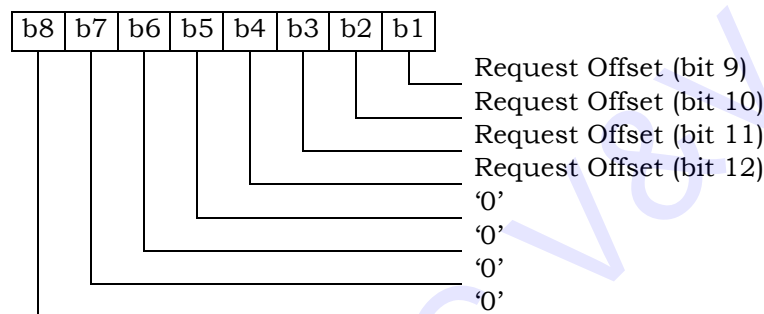 b8 b7 b6 b5 b4 b3 b2 b1
Request Offset (bit 9)
Request Offset (bit 10)
Request Offset (bit 11)
Request Offset (bit 12)
‘0’
‘0’
‘0’
‘0’